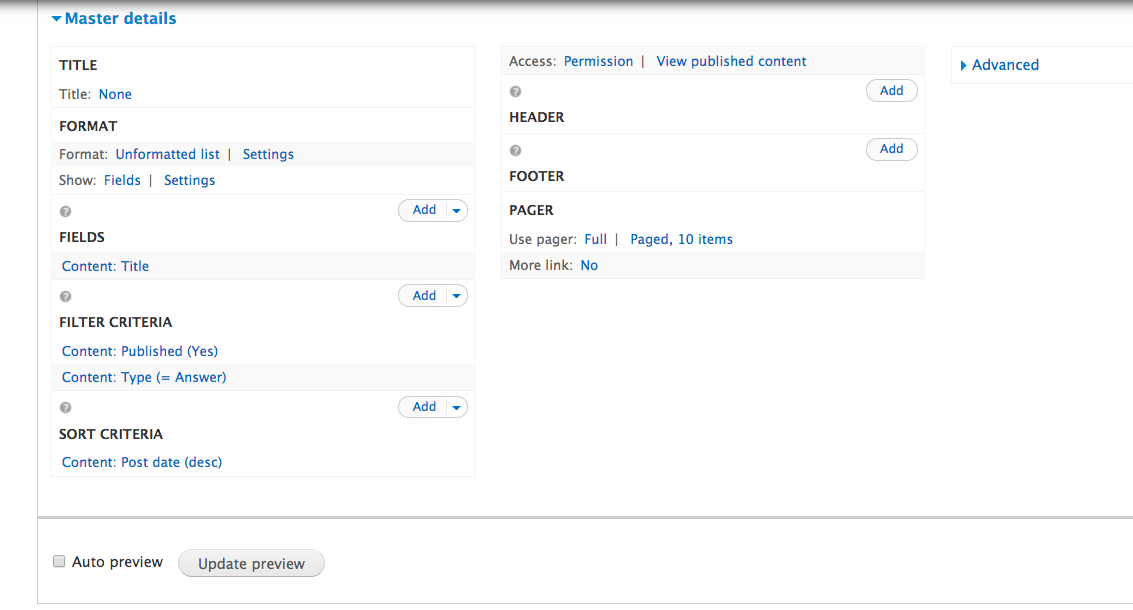 Master details
TITLE
Title: None
FORMAT
Format: Unformatted list | Settings
Show: Fields | Settings
? Add
FIELDS
Content: Title
? Add
FILTER CRITERIA
Content: Published (Yes)
Content: Type (= Answer)
? Add
SORT CRITERIA
Content: Post date (desc)
Access: Permission | View published content
? Add
HEADER
? Add
FOOTER
PAGER
Use pager: Full | Paged, 10 items
More link: No
Advanced
Auto preview Update preview